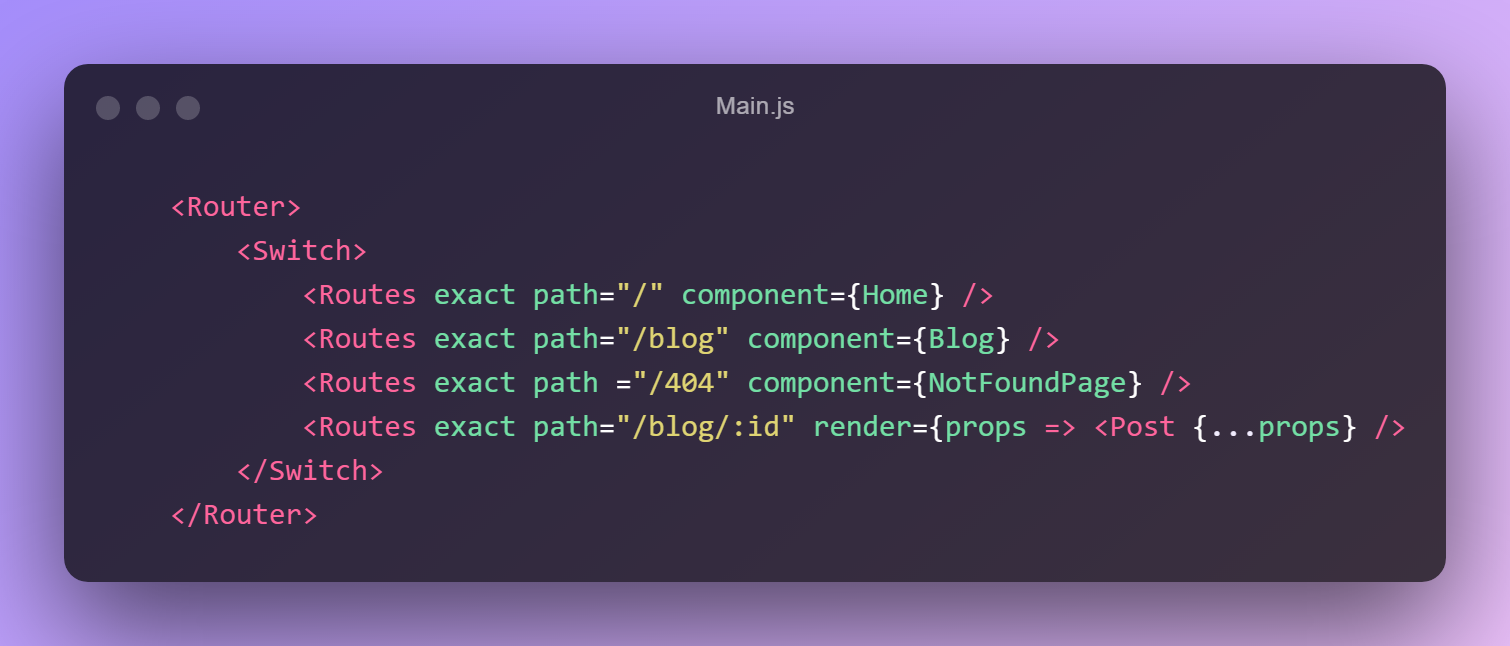 Main.js
<Router>
<Switch>
<Routes exact path="/" component={Home} />
<Routes exact path="/blog" component={Blog} />
<Routes exact path ="/404" component={NotFoundPage} />
<Routes exact path="/blog/:id" render={props => <Post {...props} />
</Switch>
</Router>